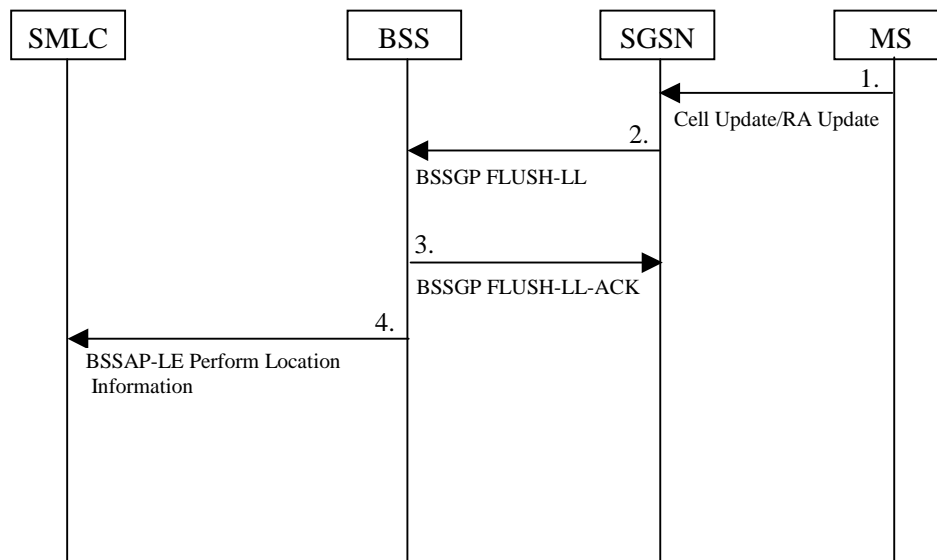 SMLC
BSS
SGSN
MS
1.
Cell Update/RA Update
2.
BSSGP FLUSH-LL
3.
BSSGP FLUSH-LL-ACK
4.
BSSAP-LE Perform Location
Information